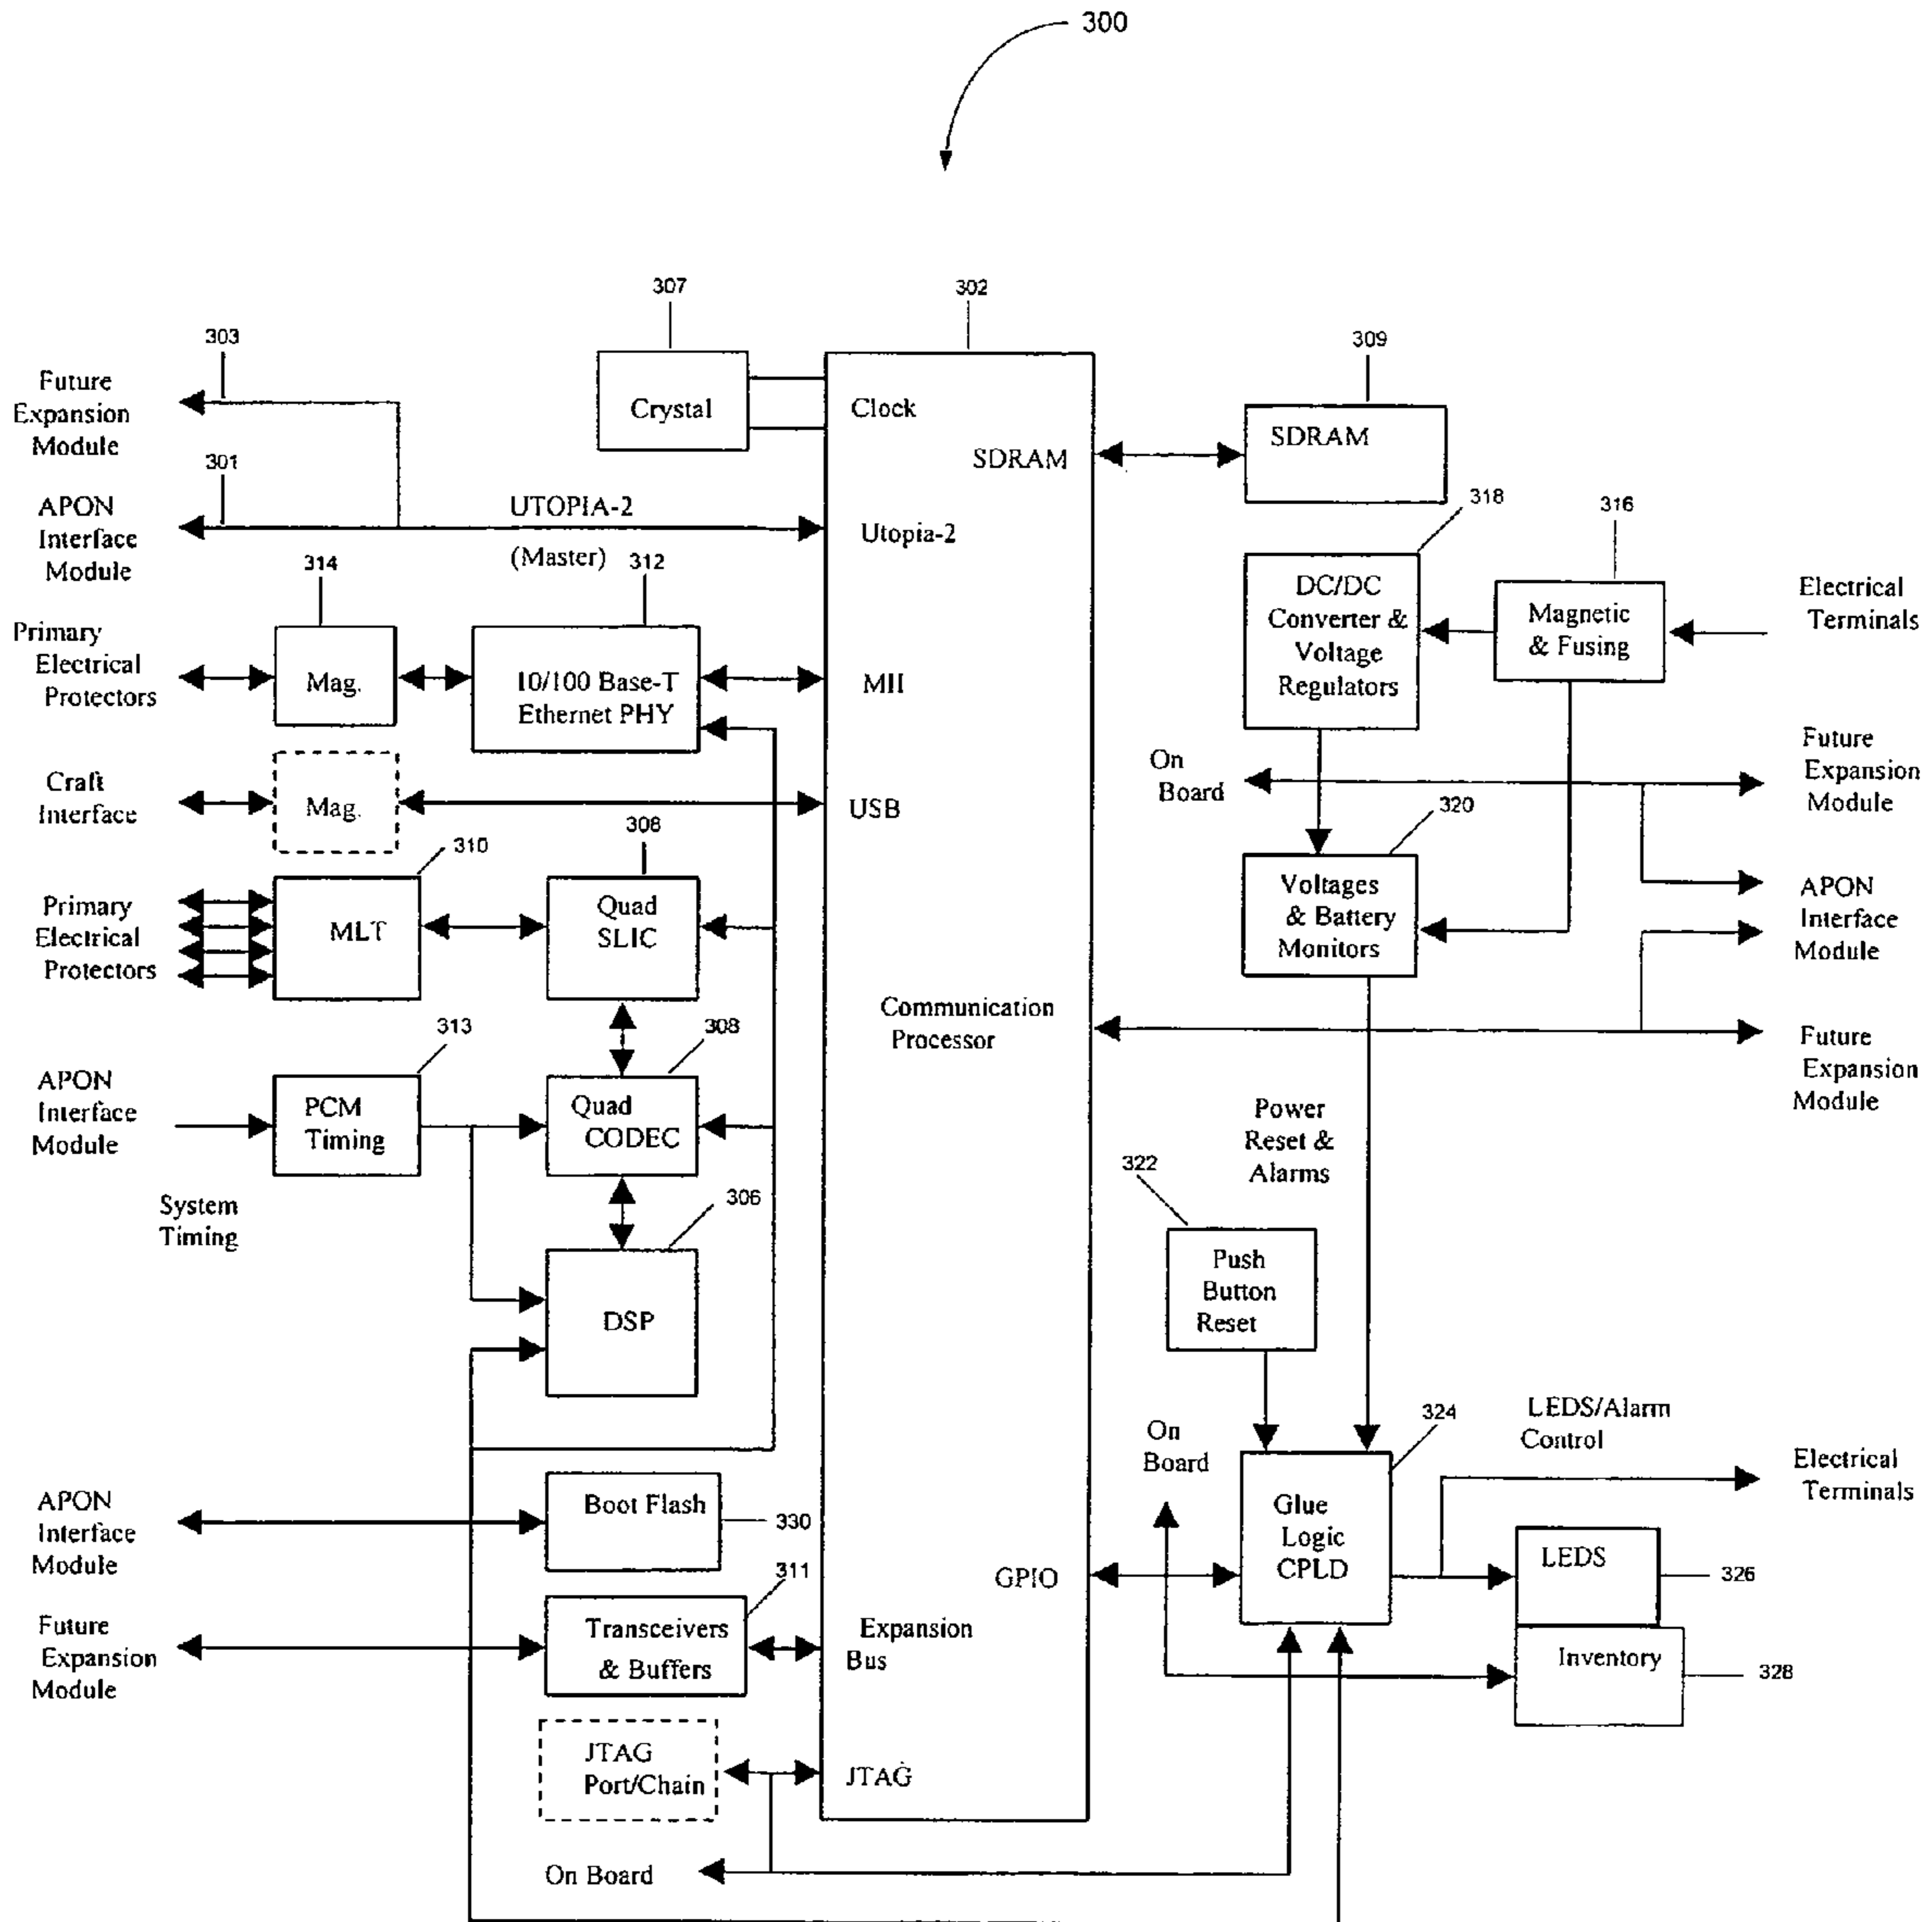 300
307
302
303
309
Future
Expansion
Module
Crystal
Clock
SDRAM
SDRAM
301
318
316
APON
Interface
Module
UTOPIA-2
(Master)
Utopia-2
314
312
DC/DC
Converter &
Voltage
Regulators
Magnetic
& Fusing
Electrical
Terminals
Primary
Electrical
Protectors
Mag.
10/100 Base-T
Ethernet PHY
MII
On
Board
Future
Expansion
Module
Craft
Interface
Mag.
USB
320
310
308
Primary
Electrical
Protectors
MLT
Quad
SLIC
Voltages
& Battery
Monitors
APON
Interface
Module
Communication
Processor
313
308
Future
Expansion
Module
APON
Interface
Module
PCM
Timing
Quad
CODEC
Power
Reset &
Alarms
322
System
Timing
306
Push
Button
Reset
DSP
On
Board
324
LEDS/Alarm
Control
Electrical
Terminals
APON
Interface
Module
Boot Flash
330
Glue
Logic
CPLD
LEDS
326
GPIO
311
Future
Expansion
Module
Transceivers
& Buffers
Expansion
Bus
Inventory
328
JTAG
Port/Chain
JTAG
On Board